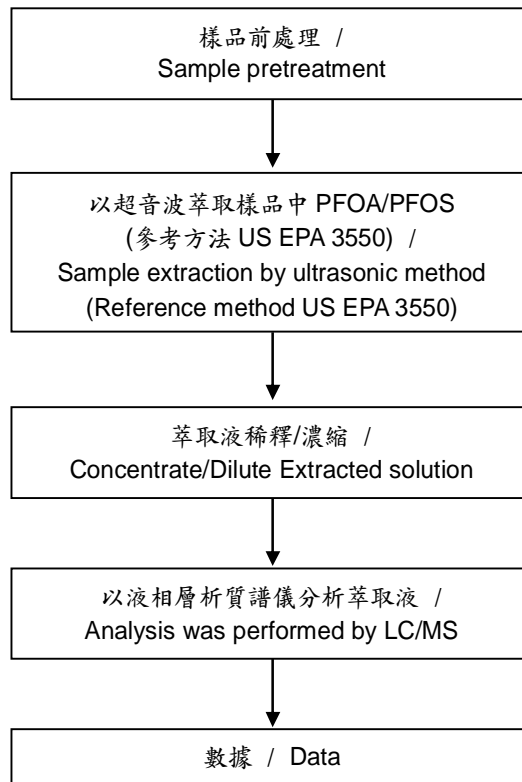 樣品前處理 /
Sample pretreatment
以超音波萃取樣品中 PFOA/PFOS
(參考方法 US EPA 3550) /
Sample extraction by ultrasonic method
(Reference method US EPA 3550)
萃取液稀釋/濃縮 /
Concentrate/Dilute Extracted solution
以液相層析質譜儀分析萃取液 /
Analysis was performed by LC/MS
數據 / Data